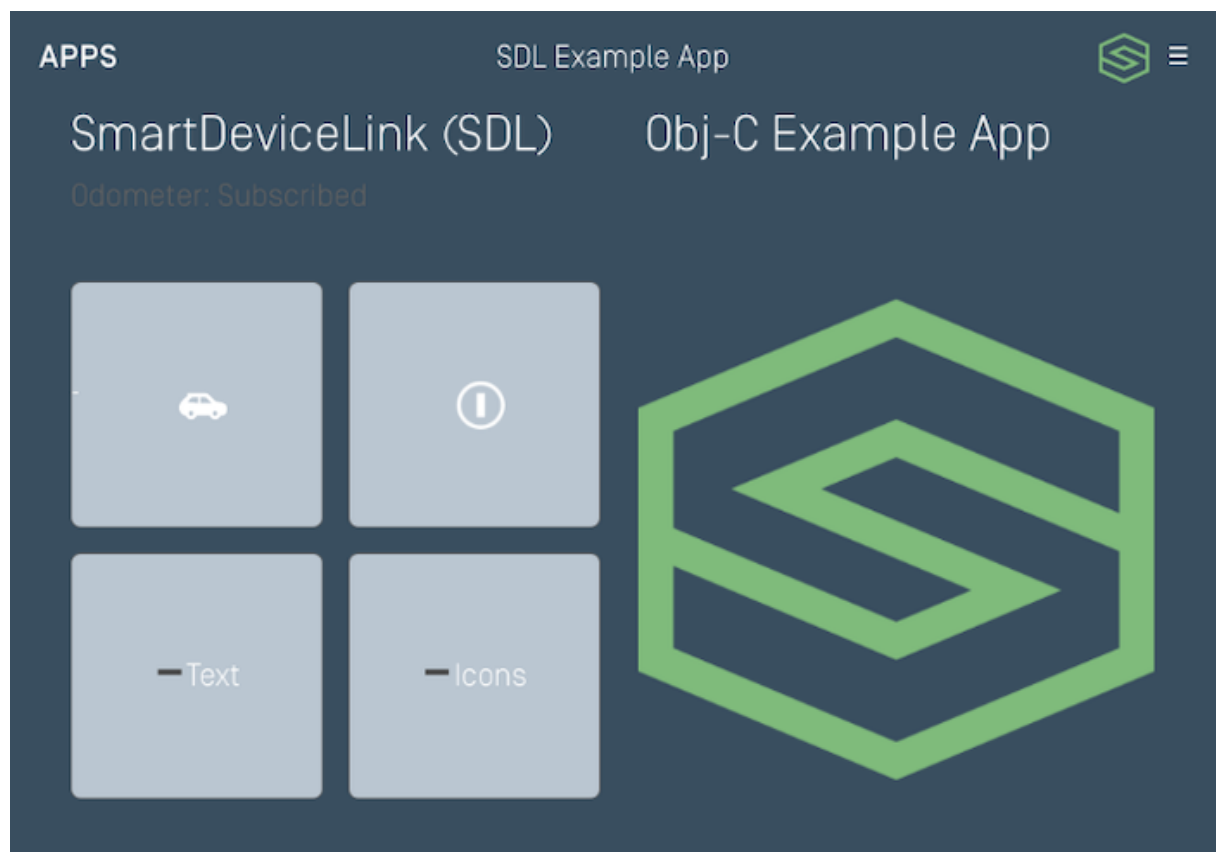 APPS SDL Example App
SmartDeviceLink (SDL) Obj-C Example App
Odometer: Subscribed
Text Icons